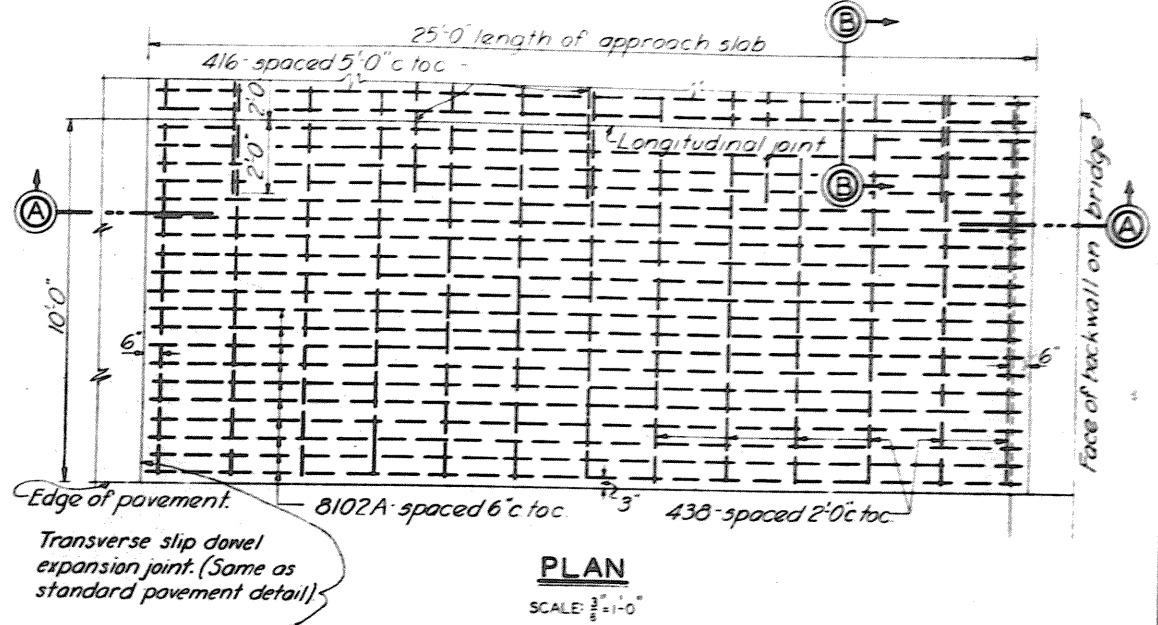 B
25'-0" length of approach slab
416-spaced 5'0" c to c
2'-0"
Longitudinal joint
2'-0"
B
A
A
10'-0"
6"
6"
Face of backwall on bridge
Edge of pavement.
8102A-spaced 6" c to c.
3"
438-spaced 2'-0" c to c
Transverse slip dowel
expansion joint. (Same as
standard pavement detail)
PLAN
SCALE: 3/8"=1'-0"